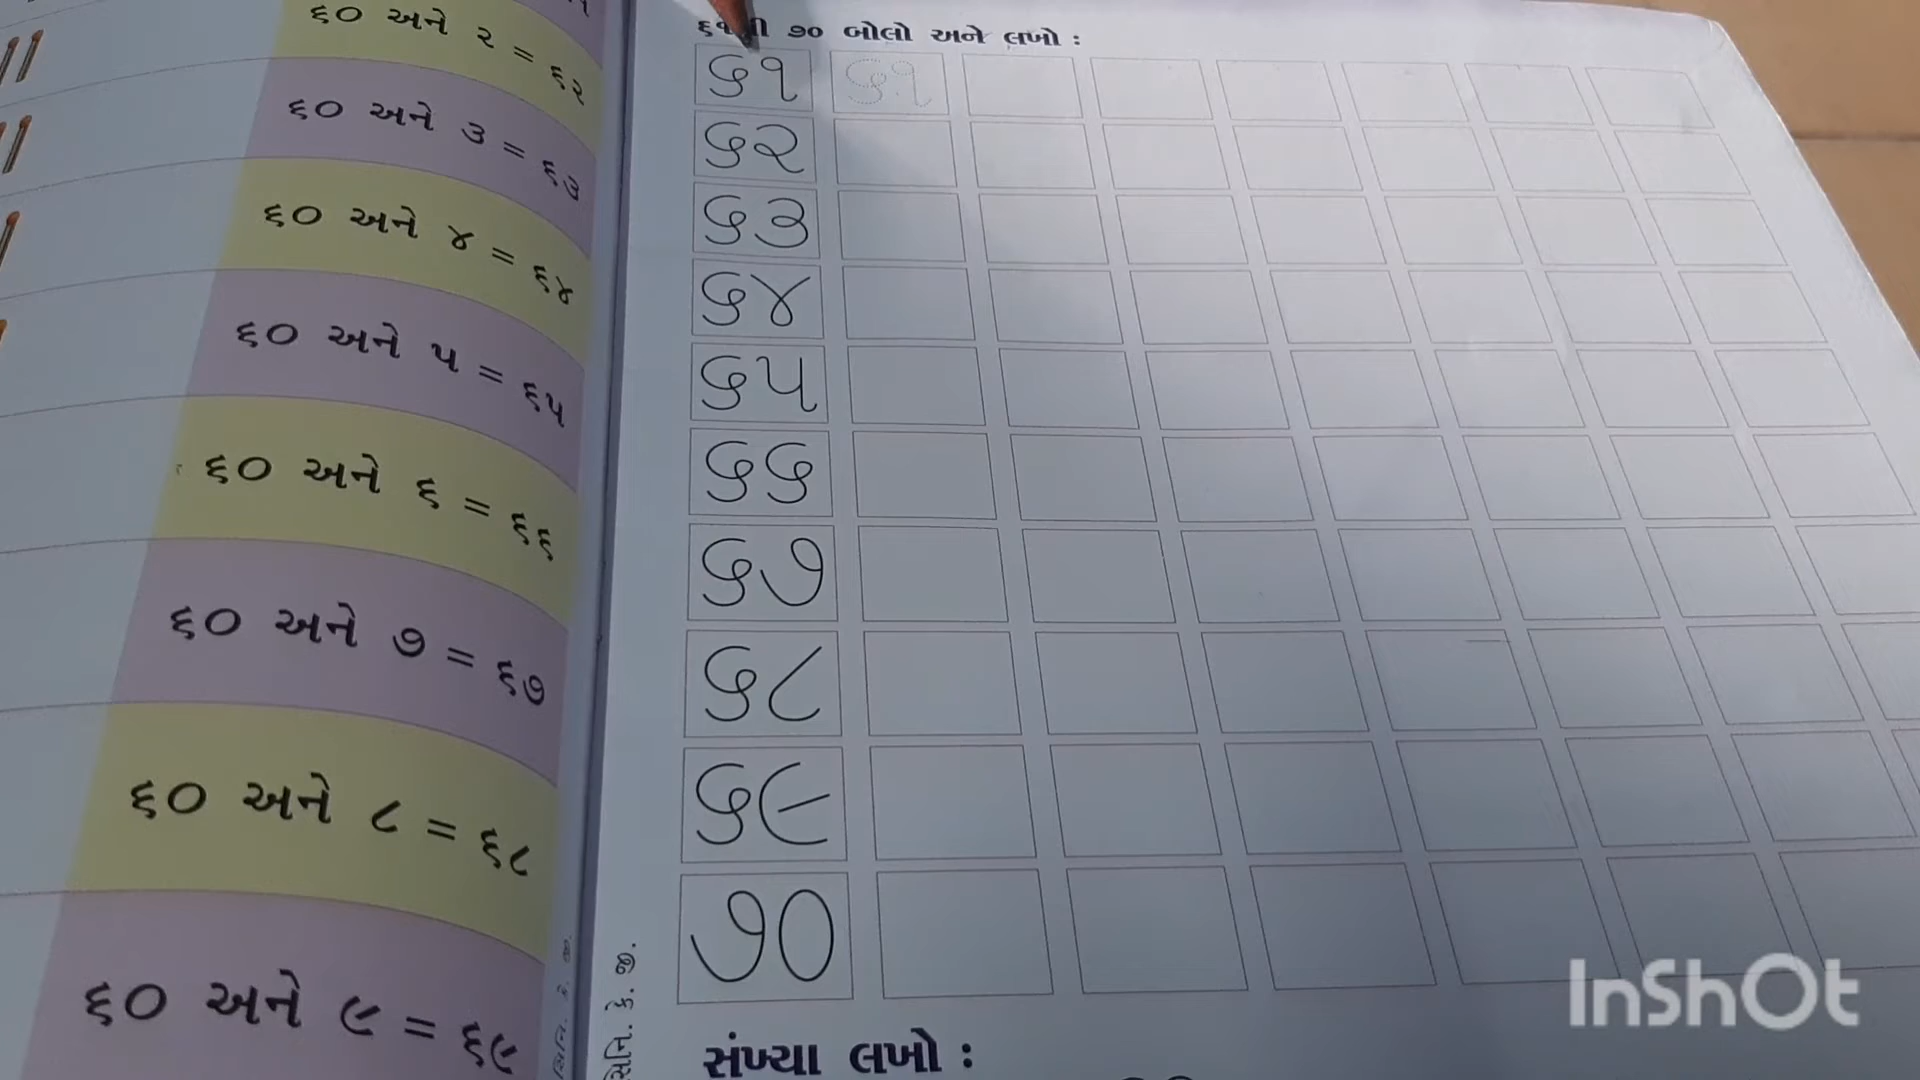 ૬૦ અને ૨ = ૬૨
૬૦ અને ૩ = ૬૩
૬૦ અને ૪ = ૬૪
૬૦ અને ૫ = ૬૫
૬૦ અને ૬ = ૬૬
૬૦ અને ૭ = ૬૭
૬૦ અને ૮ = ૬૮
૬૦ અને ૯ = ૬૯
સિનિ. કે. જી.
૭૦ બોલો અને લખો :
૬૧ ૬૧
૬૨
૬૩
૬૪
૬૫
૬૬
૬૭
૬૮
૬૯
૭૦
સિનિ. કે. જી.
સંખ્યા લખો :
InShOt